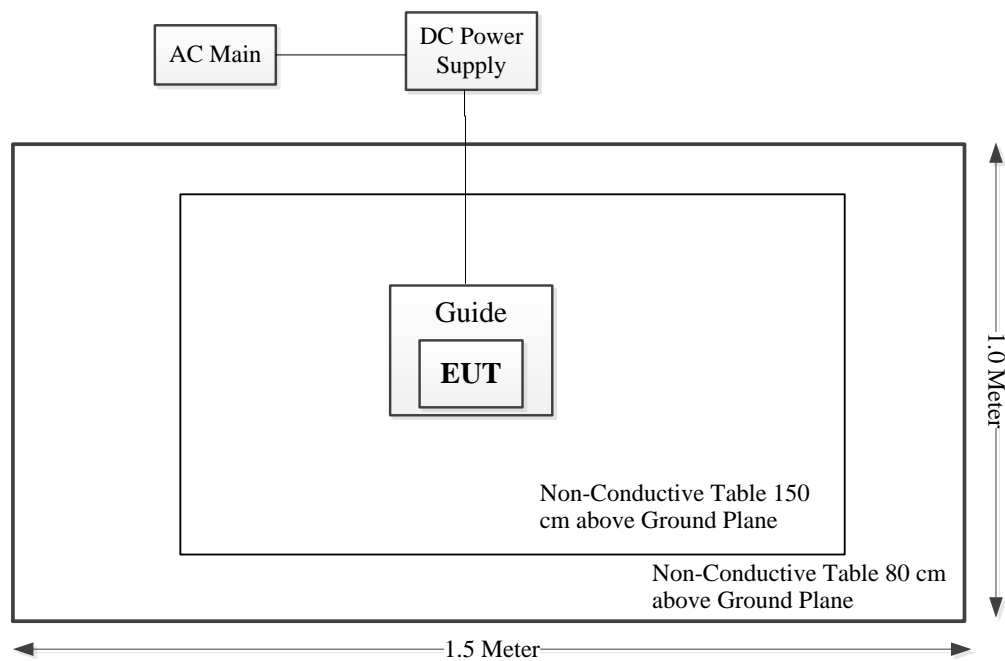 AC Main
DC Power
Supply
Guide
EUT
Non-Conductive Table 150
cm above Ground Plane
Non-Conductive Table 80 cm
above Ground Plane
1.0 Meter
1.5 Meter